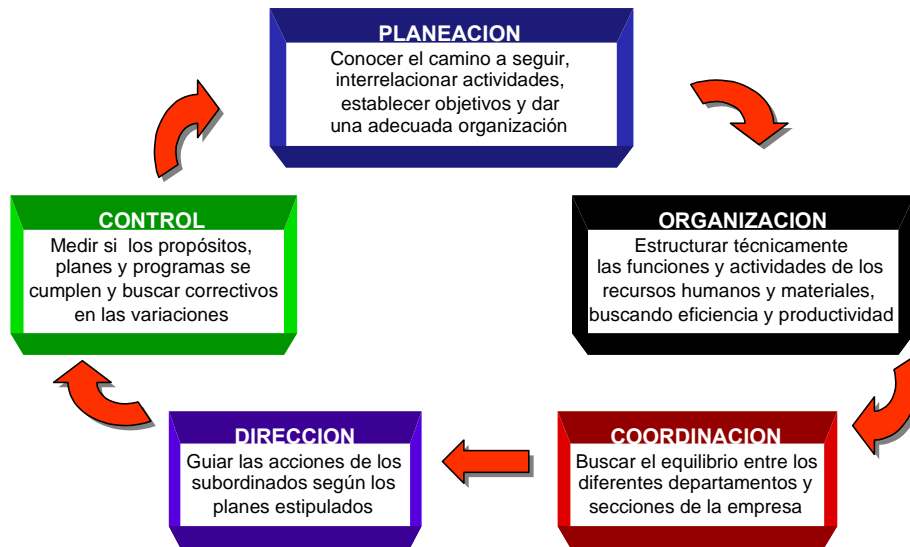 PLANEACION
Conocer el camino a seguir,
interrelacionar actividades,
establecer objetivos y dar
una adecuada organización
ORGANIZACION
Estructurar técnicamente
las funciones y actividades de los
recursos humanos y materiales,
buscando eficiencia y productividad
COORDINACION
Buscar el equilibrio entre los
diferentes departamentos y
secciones de la empresa
DIRECCION
Guiar las acciones de los
subordinados según los
planes estipulados
CONTROL
Medir si los propósitos,
planes y programas se
cumplen y buscar correctivos
en las variaciones